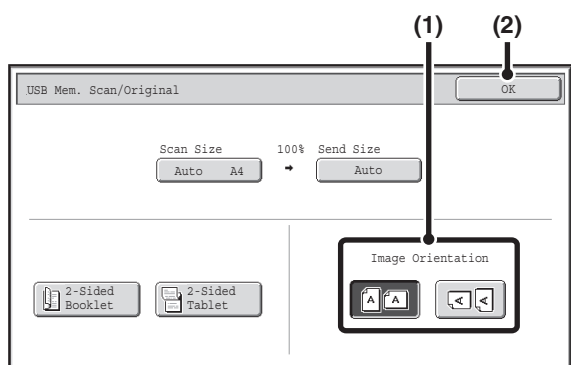 (1) (2)
USB Mem. Scan/Original OK
Scan Size 100% Send Size
Auto A4 Auto
Image Orientation
2-Sided 2-Sided
Booklet Tablet
A A A A